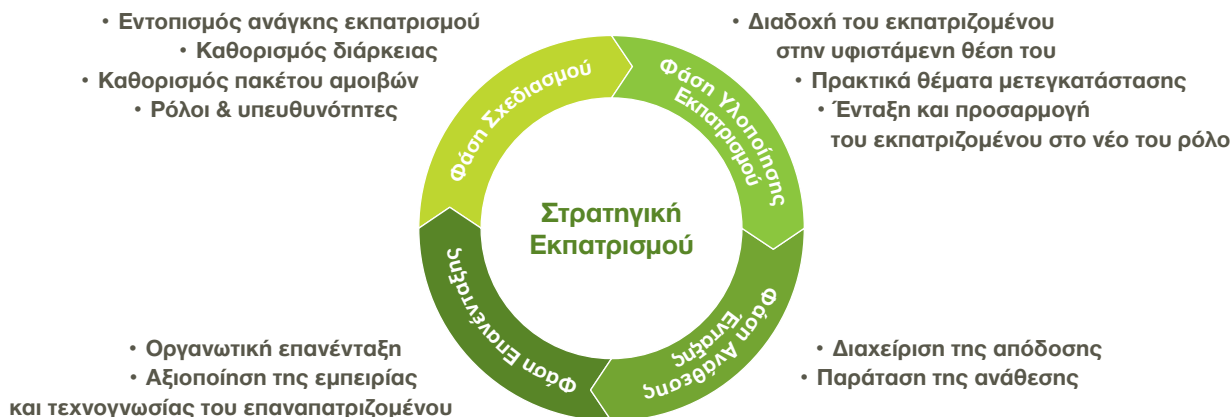 • Εντοπισμός ανάγκης εκπατρισμού
• Καθορισμός διάρκειας
• Καθορισμός πακέτου αμοιβών
• Ρόλοι & υπευθυνότητες
Φάση Σχεδιασμού
• Διαδοχή του εκπατριζομένου
στην υφιστάμενη θέση του
• Πρακτικά θέματα μετεγκατάστασης
• Ένταξη και προσαρμογή
του εκπατριζομένου στο νέο του ρόλο
Φάση Υλοποίησης
Εκπατρισμού
Στρατηγική
Εκπατρισμού
Φάση Ανάθεσης
Ένταξης
• Διαχείριση της απόδοσης
• Παράταση της ανάθεσης
Φάση Επανένταξης
• Οργανωτική επανένταξη
• Αξιοποίηση της εμπειρίας
και τεχνογνωσίας του επαναπατριζομένου